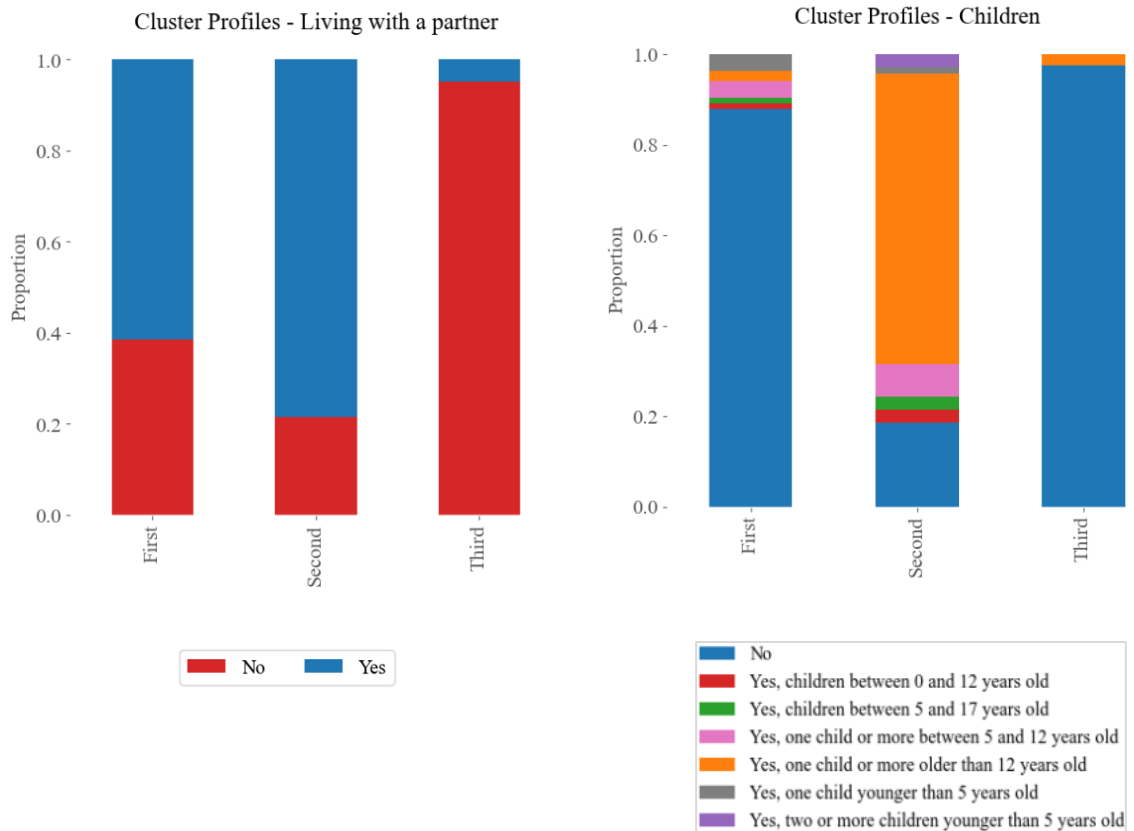 Cluster Profiles - Living with a partner
1.0
0.8
0.6
0.4
0.2
0.0
Proportion
First
Second
Third
No
Yes
Cluster Profiles - Children
1.0
0.8
0.6
0.4
0.2
0.0
Proportion
First
Second
Third
No
Yes, children between 0 and 12 years old
Yes, children between 5 and 17 years old
Yes, one child or more between 5 and 12 years old
Yes, one child or more older than 12 years old
Yes, one child younger than 5 years old
Yes, two or more children younger than 5 years old